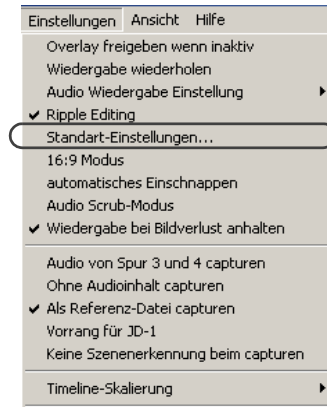 Einstellungen Ansicht Hilfe
Overlay freigeben wenn inaktiv
Wiedergabe wiederholen
Audio Wiedergabe Einstellung
Ripple Editing
Standart-Einstellungen...
16:9 Modus
automatisches Einschnappen
Audio Scrub-Modus
Wiedergabe bei Bildverlust anhalten
Audio von Spur 3 und 4 capturen
Ohne Audioinhalt capturen
Als Referenz-Datei capturen
Vorrang für JD-1
Keine Szenenerkennung beim capturen
Timeline-Skalierung